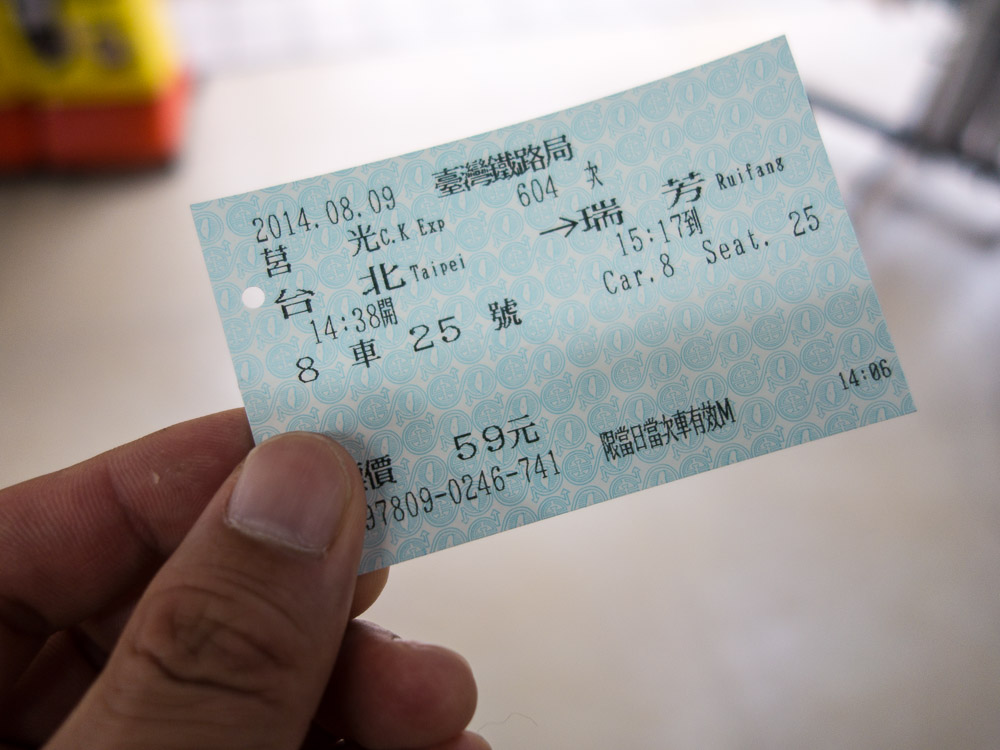 臺灣鐵路局
2014.08.09 604 次
莒 光 C.K Exp →瑞 芳 Ruifang
台 北 Taipei 15:17到
14:38開 Car.8 Seat. 25
8 車 25 號
14:06
價 59元 限當日當次車有效M
97809-0246-741